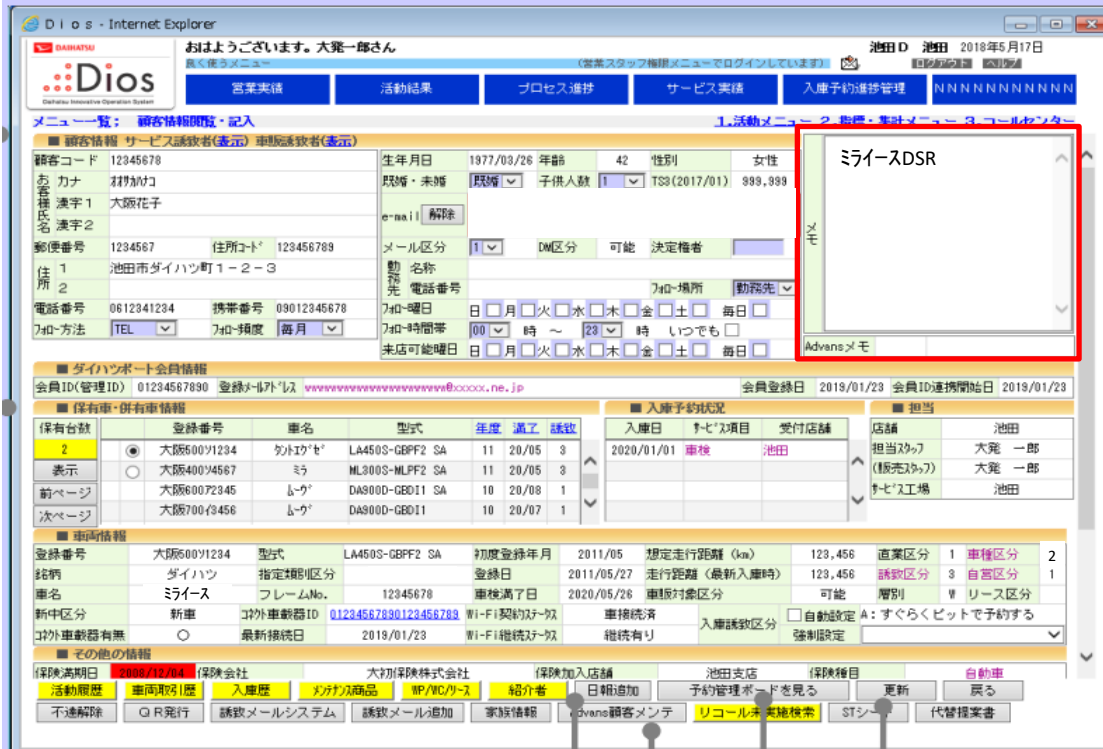 Ｄｉｏｓ - Internet Explorer
DAIHATSU
おはようございます。大発一郎さん
池田Ｄ 池田 2018年5月17日
Dios
Daihatsu Innovative Operation System
良く使うメニュー
(営業スタッフ権限メニューでログインしています)
ログアウト ヘルプ
営業実績 活動結果 プロセス進捗 サービス実績 入庫予約進捗管理 NNNNNNNNNNN
メニュー一覧； 顧客情報閲覧・記入
1.活動メニュー 2.指標・集計メニュー 3.コールセンター
■ 顧客情報 サービス誘致者(表示) 車販誘致者(表示)
顧客コード 12345678 生年月日 1977/03/26 年齢 42 性別 女性
お客様氏名 カナ ｵｵｻｶﾊﾅｺ 既婚・未婚 既婚 子供人数 1 TS3(2017/01) 999,999
漢字１ 大阪花子 e-mail 解除
漢字２
郵便番号 1234567 住所ｺｰﾄﾞ 123456789 メール区分 1 DM区分 可能 決定権者
住所 1 池田市ダイハツ町１－２－３ 勤務先 名称
2 電話番号 ﾌｫﾛｰ場所 勤務先
電話番号 0612341234 携帯番号 09012345678 ﾌｫﾛｰ曜日 日 月 火 水 木 金 土 毎日
ﾌｫﾛｰ方法 TEL ﾌｫﾛｰ頻度 毎月 ﾌｫﾛｰ時間帯 00 時 ～ 23 時 いつでも
来店可能曜日 日 月 火 水 木 金 土 毎日
メモ
ミライースDSR
Advansメモ
■ ダイハツポート会員情報
会員ID(管理ID) 01234567890 登録ﾒｰﾙｱﾄﾞﾚｽ @xxxxx.ne.jp 会員登録日 2019/01/23 会員ID連携開始日 2019/01/23
■ 保有車・併有車情報 ■ 入庫予約状況 ■ 担当
保有台数 登録番号 車名 型式 年度 満了 誘致 入庫日 ｻｰﾋﾞｽ項目 受付店舗 店舗 池田
2 大阪500ｿ1234 ﾀﾝﾄｴｸﾞｾﾞ LA450S-GBPF2 SA 11 20/05 3 2020/01/01 車検 池田 担当ｽﾀｯﾌ 大発 一郎
表示 大阪400ｿ4567 ﾐﾗ ML300S-MLPF2 SA 11 20/05 3 (販売ｽﾀｯﾌ) 大発 一郎
前ページ 大阪600ﾌ2345 ﾑｰｳﾞ DA900D-GBDI1 SA 10 20/08 1 ｻｰﾋﾞｽ工場 池田
次ページ 大阪700ｲ3456 ﾑｰｳﾞ DA900D-GBDI1 10 20/07 1
■ 車両情報
登録番号 大阪500ｿ1234 型式 LA450S-GBPF2 SA 初度登録年月 2011/05 想定走行距離 (km) 123,456 直業区分 1 車種区分 2
銘柄 ダイハツ 指定類別区分 登録日 2011/05/27 走行距離 (最新入庫時) 123,456 誘致区分 3 自営区分 1
車名 ミライース フレームNo. 12345678 車検満了日 2020/05/26 車販対象区分 可能 層別 W リース区分
新中区分 新車 ｺﾈｸﾄ車載器ID 01234567890123456789 Wi-Fi契約ｽﾃｰﾀｽ 車接続済 入庫誘致区分 自動設定 A：すぐらくピットで予約する
ｺﾈｸﾄ車載器有無 ○ 最新接続日 2019/01/23 Wi-Fi継続ｽﾃｰﾀｽ 継続有り 強制設定
■ その他の情報
保険満期日 2008/12/04 保険会社 大初保険株式会社 保険加入店舗 池田支店 保険種目 自動車
活動履歴 車両取引歴 入庫歴 ﾒﾝﾃﾅﾝｽ商品 WP/WC/ﾘｰｽ 紹介者 日報追加 予約管理ボードを見る 更新 戻る
不達解除 ＱＲ発行 誘致メールシステム 誘致メール追加 家族情報 Advans顧客メンテ リコール未実施検索 STシート 代替提案書